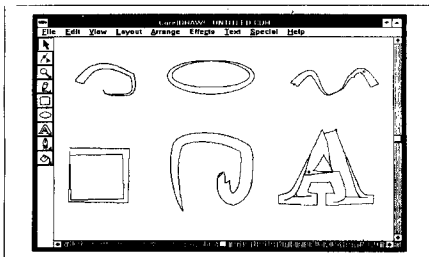 CorelDRAW! UNTITLED.CDR
File Edit View Layout Arrange Effects Text Special Help
A